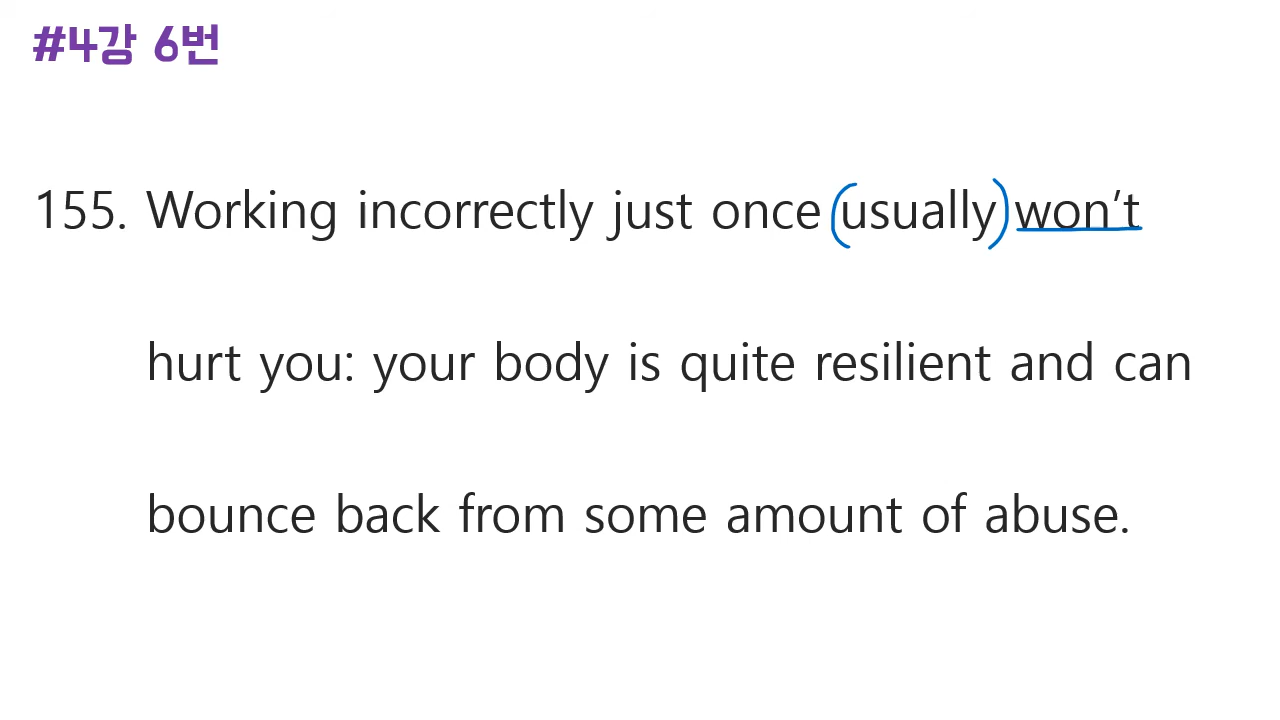 #4강 6번
155. Working incorrectly just once (usually) won't
hurt you: your body is quite resilient and can
bounce back from some amount of abuse.